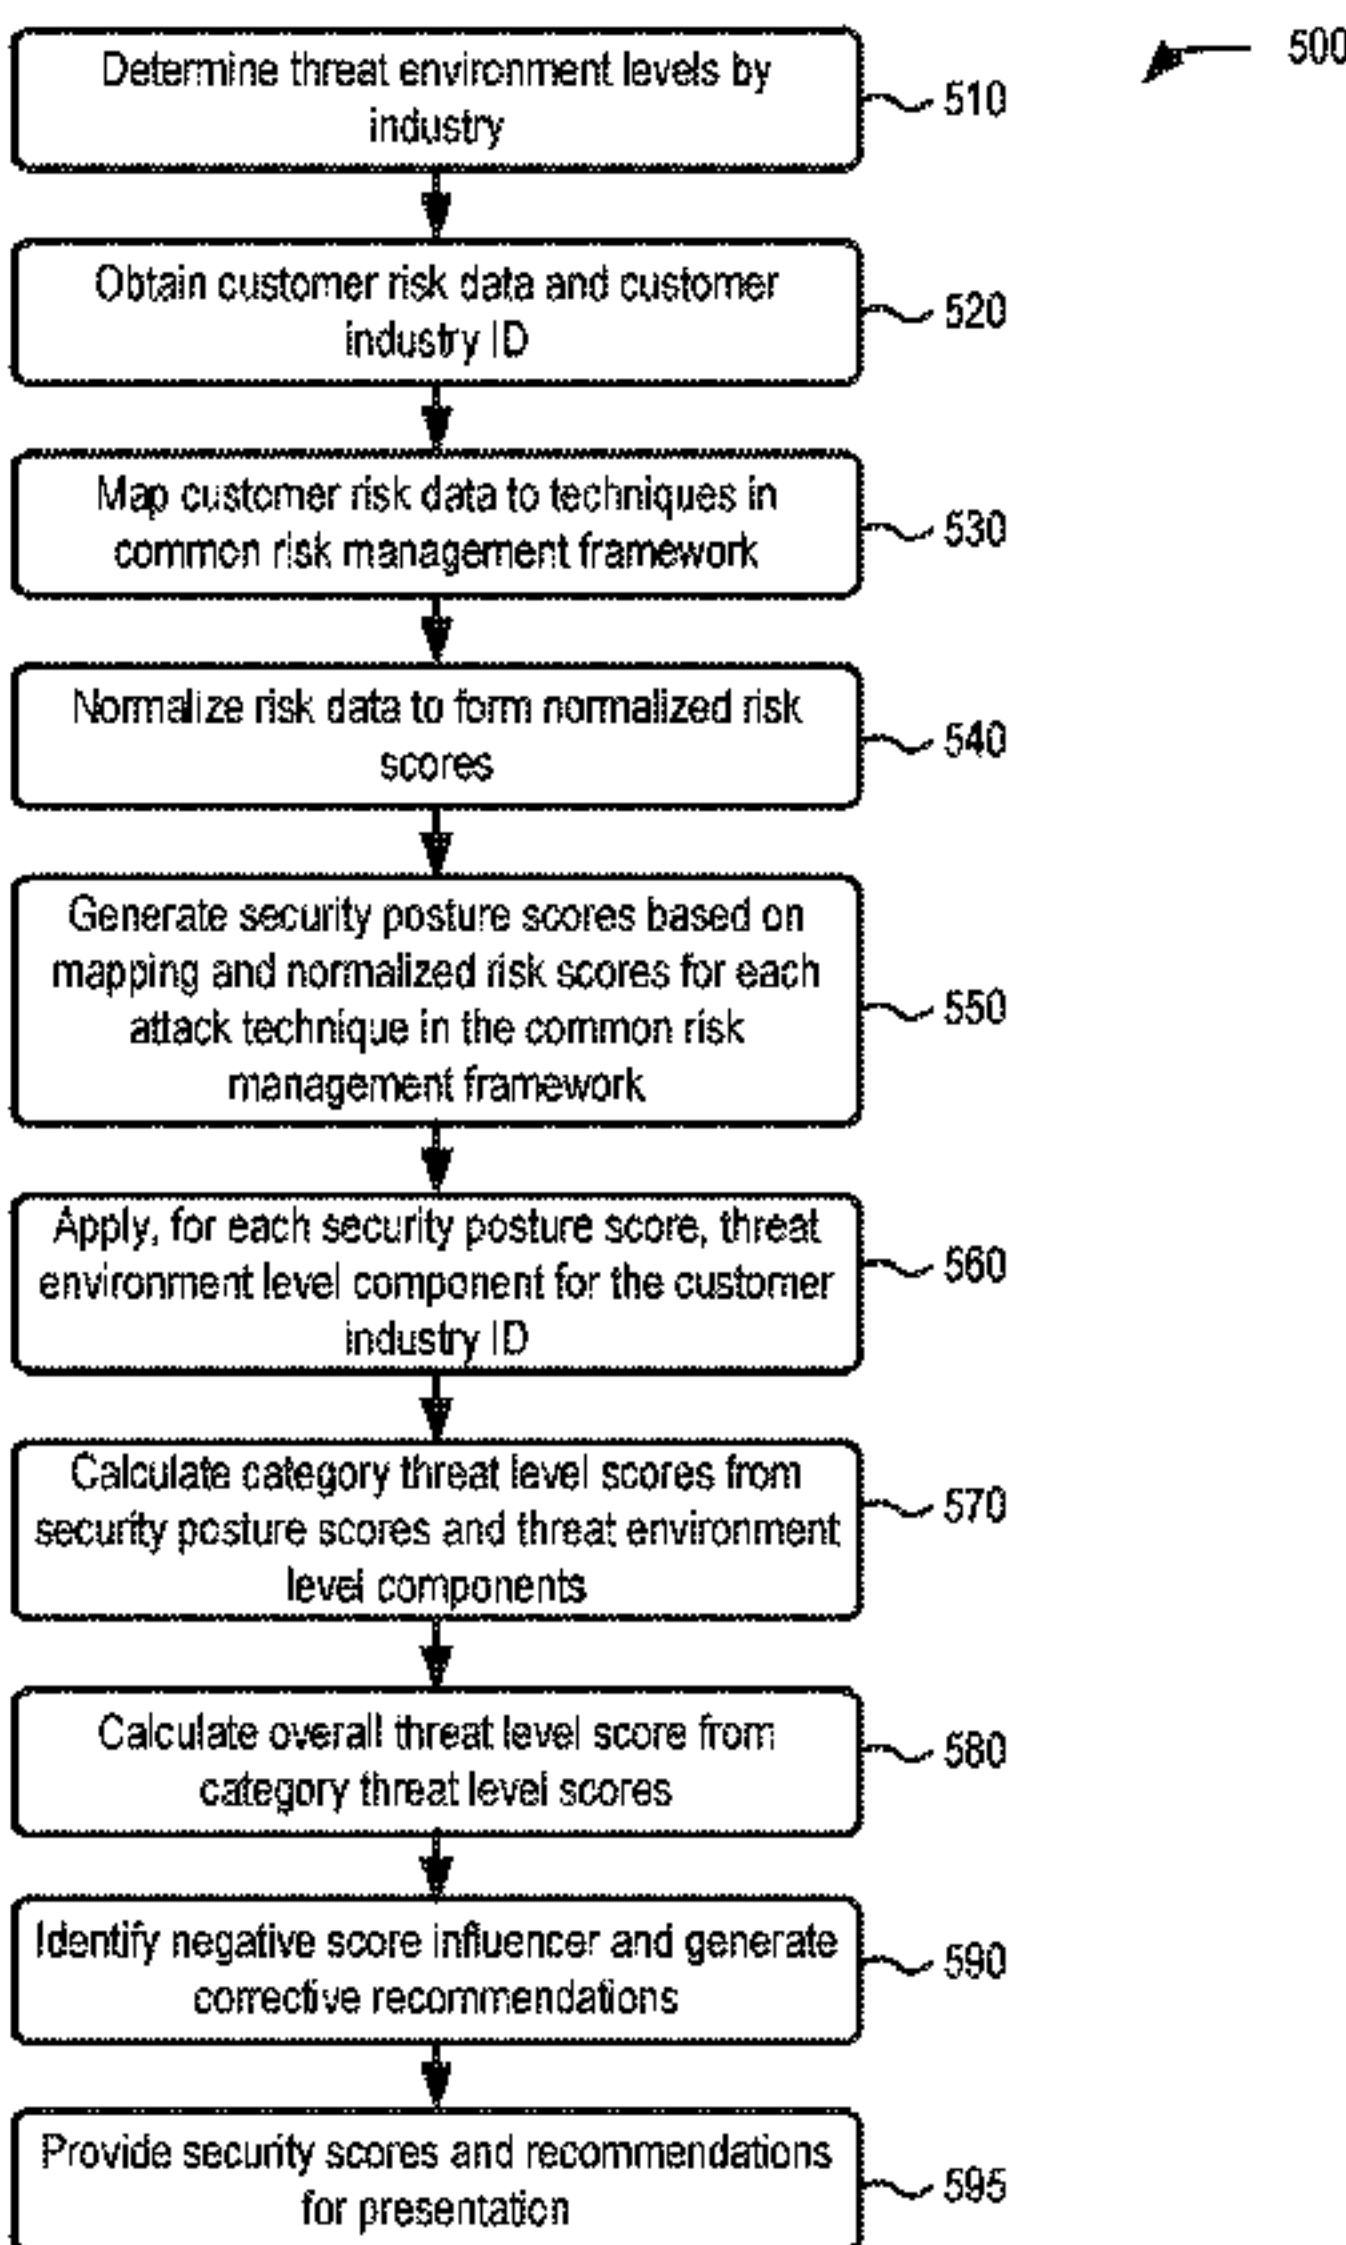 500
Determine threat environment levels by
industry
510
Obtain customer risk data and customer
industry ID
520
Map customer risk data to techniques in
common risk management framework
530
Normalize risk data to form normalized risk
scores
540
Generate security posture scores based on
mapping and normalized risk scores for each
attack technique in the common risk
management framework
550
Apply, for each security posture score, threat
environment level component for the customer
industry ID
560
Calculate category threat level scores from
security posture scores and threat environment
level components
570
Calculate overall threat level score from
category threat level scores
580
Identify negative score influencer and generate
corrective recommendations
590
Provide security scores and recommendations
for presentation
595